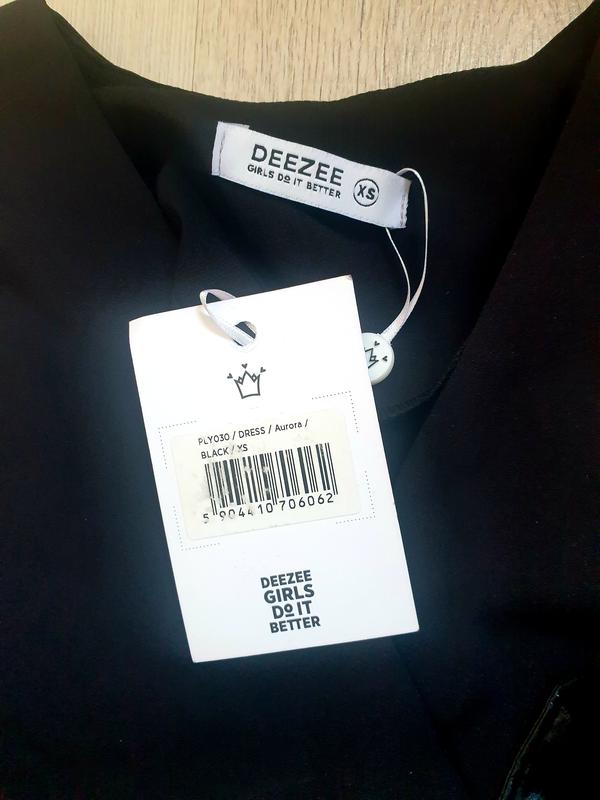 DEEZEE
GIRLS DO IT BETTER
XS
PLY030 / DRESS / Aurora /
BLACK / XS
5 904410 706062
DEEZEE
GIRLS
DO IT
BETTER